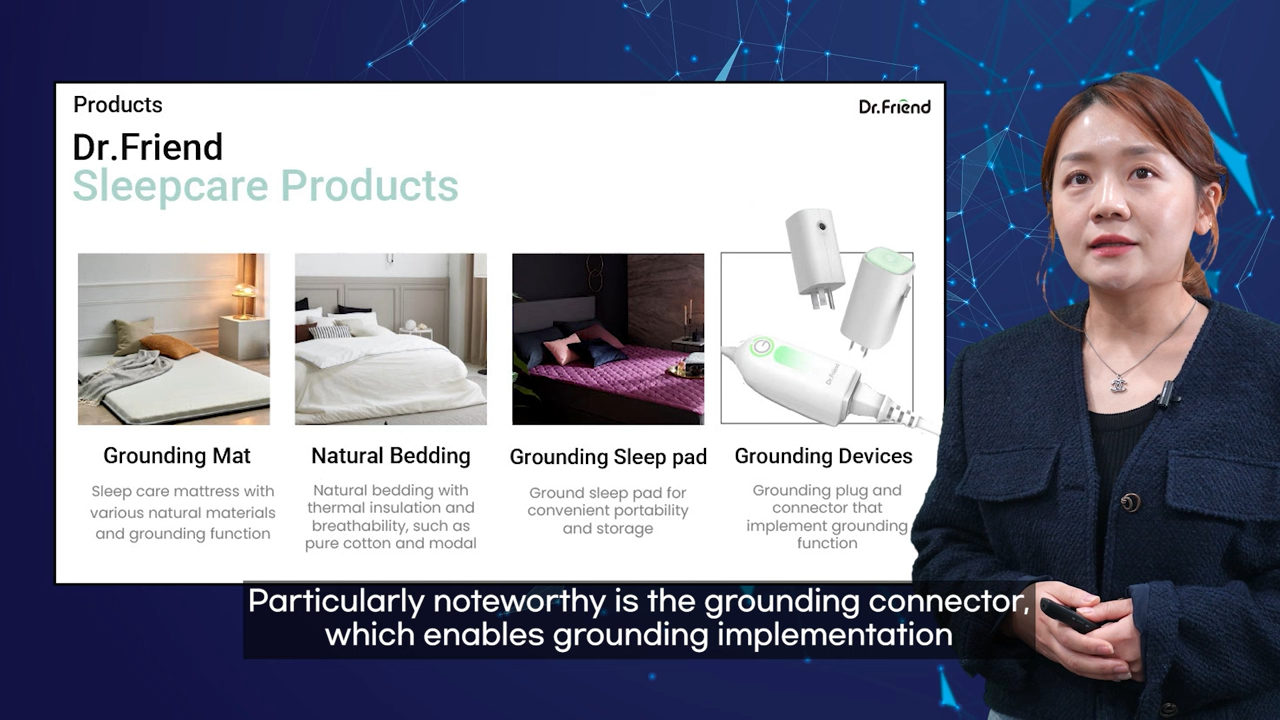 Products
Dr.Friend
Dr.Friend
Sleepcare Products
Grounding Mat
Sleep care mattress with
various natural materials
and grounding function
Natural Bedding
Natural bedding with
thermal insulation and
breathability, such as
pure cotton and modal
Grounding Sleep pad
Ground sleep pad for
convenient portability
and storage
Dr.Friend
Grounding Devices
Grounding plug and
connector that
implement grounding
function
Particularly noteworthy is the grounding connector,
which enables grounding implementation